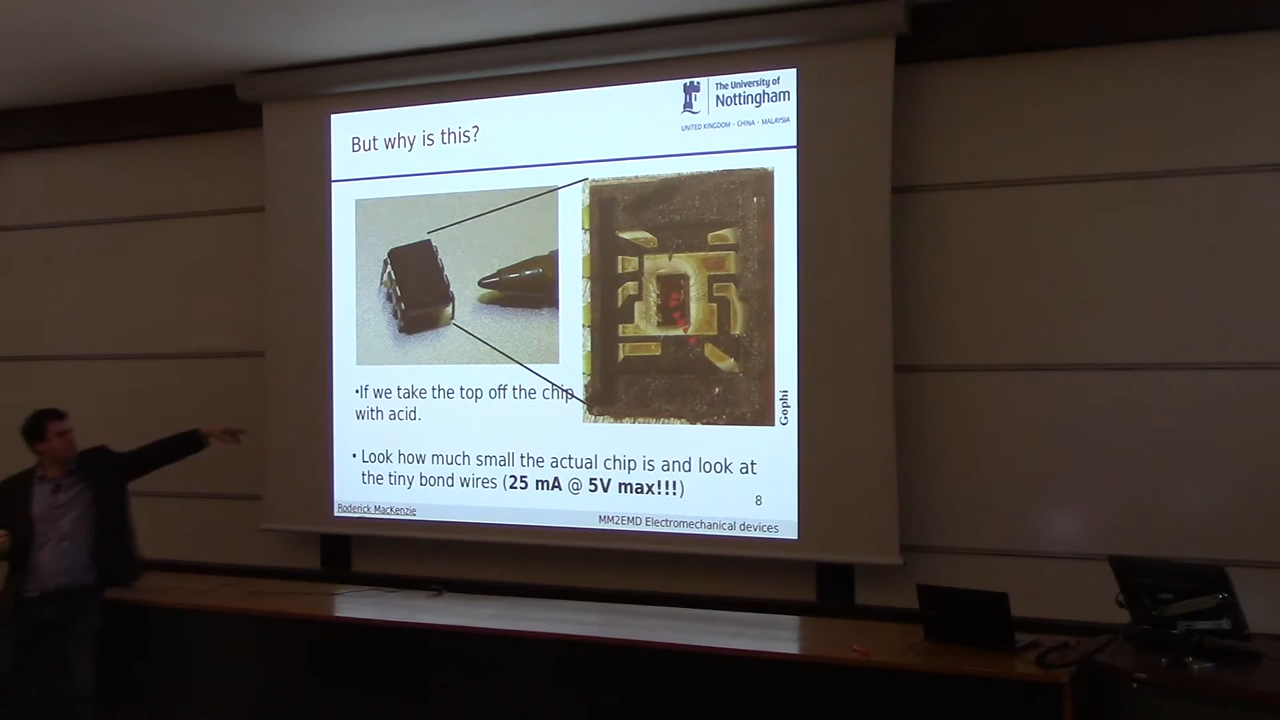 The University of
Nottingham
UNITED KINGDOM · CHINA · MALAYSIA
But why is this?
•If we take the top off the chip
with acid.
Gophi
• Look how much small the actual chip is and look at
the tiny bond wires (25 mA @ 5V max!!!)
8
Roderick MacKenzie
MM2EMD Electromechanical devices